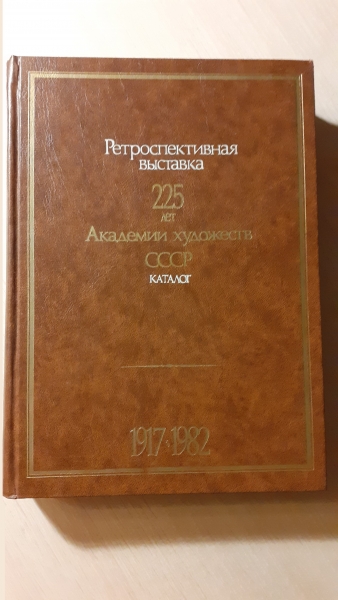 Ретроспективная
выставка
225
лет
Академии художеств
СССР
каталог
1917·1982